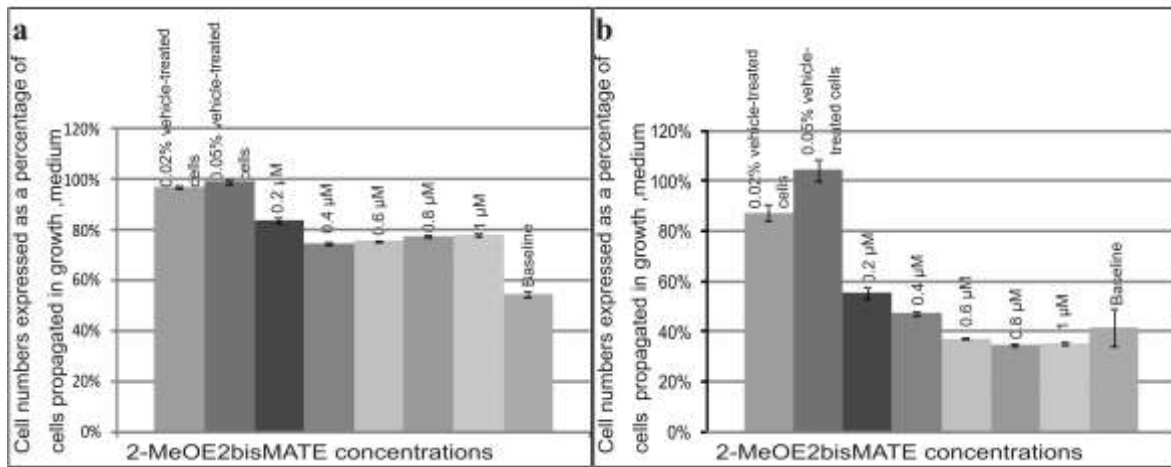 a
Cell numbers expressed as a percentage of
cells propagated in growth ,medium
120%
100%
80%
60%
40%
20%
0%
0.02% vehicle-treated
cells
0.05% vehicle-treated
cells
0.2 µM
0.4 µM
0.6 µM
0.8 µM
1 µM
Baseline
2-MeOE2bisMATE concentrations
b
Cell numbers expressed as a percentage of
cells propagated in growth ,medium
120%
100%
80%
60%
40%
20%
0%
0.02% vehicle-treated
cells
0.05% vehicle-
treated cells
0.2 µM
0.4 µM
0.6 µM
0.8 µM
1 µM
Baseline
2-MeOE2bisMATE concentrations